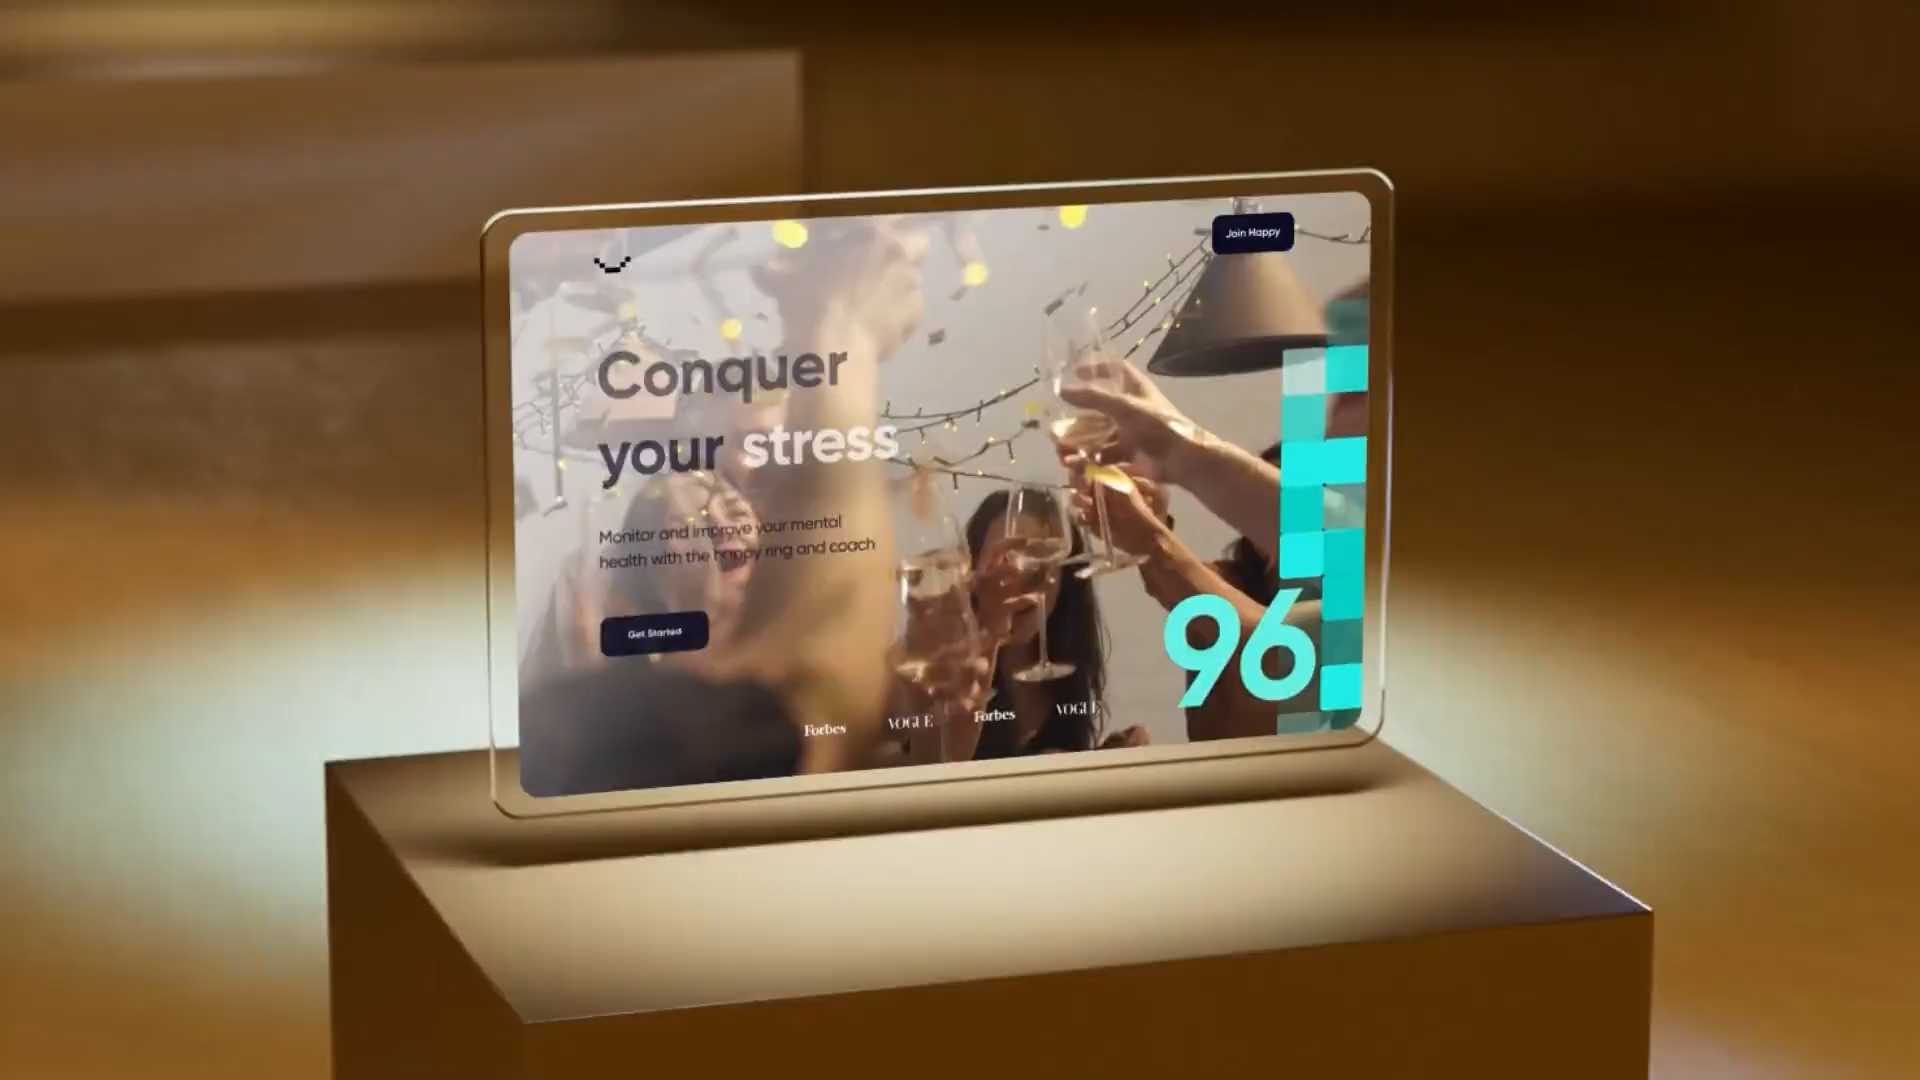 Join Happy
Conquer
your stress
Monitor and improve your mental
health with the happy ring and coach
Get Started
96
Forbes VOGUE Forbes VOGUE